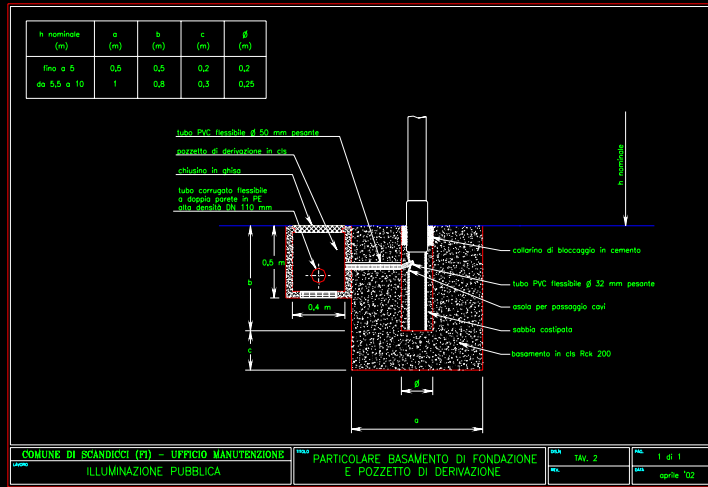 h nominale a b c Ø
(m) (m) (m) (m) (m)
fino a 5 0,5 0,5 0,2 0,2
da 5,5 a 10 1 0,8 0,3 0,25
tubo PVC flessibile Ø 50 mm pesante
pozzetto di derivazione in cls
chiusino in ghisa
tubo corrugato flessibile
a doppia parete in PE
alta densità DN 110 mm
h nominale
collarino di bloccaggio in cemento
0,5 m
b
tubo PVC flessibile Ø 32 mm pesante
asola per passaggio cavi
0,4 m
sabbia costipata
c
basamento in cls Rck 200
Ø
a
COMUNE DI SCANDICCI (FI) - UFFICIO MANUTENZIONE
LAVORO
ILLUMINAZIONE PUBBLICA
TITOLO
PARTICOLARE BASAMENTO DI FONDAZIONE
E POZZETTO DI DERIVAZIONE
TAV. 2
REV.
PAG.
1 di 1
DATA
aprile '02